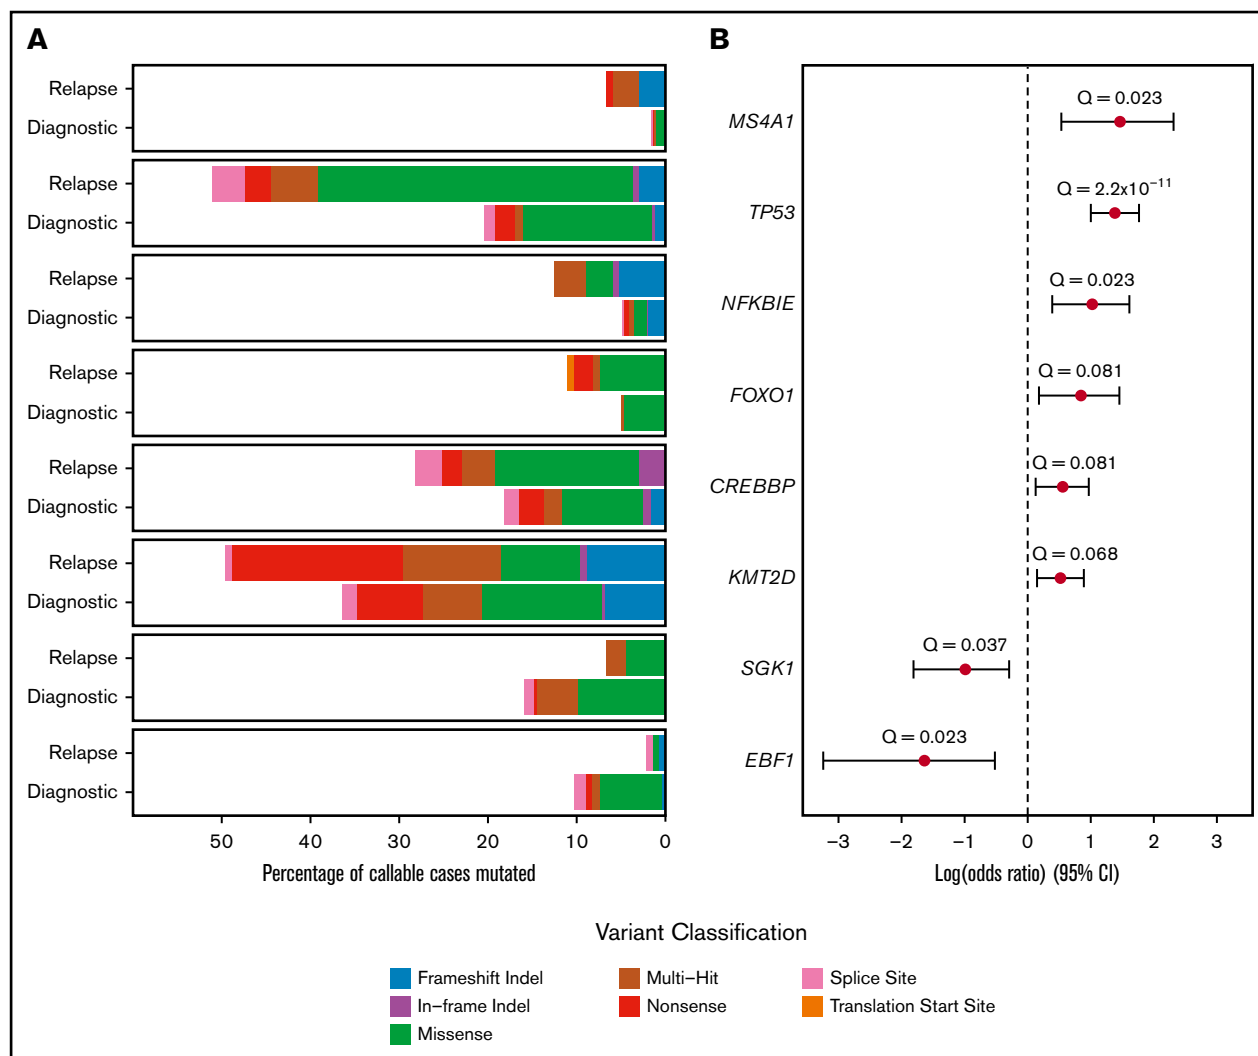 A
B
Relapse
Diagnostic
Relapse
Diagnostic
Relapse
Diagnostic
Relapse
Diagnostic
Relapse
Diagnostic
Relapse
Diagnostic
Relapse
Diagnostic
Relapse
Diagnostic
50 40 30 20 10 0
Percentage of callable cases mutated
MS4A1
Q = 0.023
TP53
Q = 2.2x10⁻¹¹
NFKBIE
Q = 0.023
FOXO1
Q = 0.081
CREBBP
Q = 0.081
KMT2D
Q = 0.068
SGK1
Q = 0.037
EBF1
Q = 0.023
−3 −2 −1 0 1 2 3
Log(odds ratio) (95% CI)
Variant Classification
Frameshift Indel Multi−Hit Splice Site
In−frame Indel Nonsense Translation Start Site
Missense